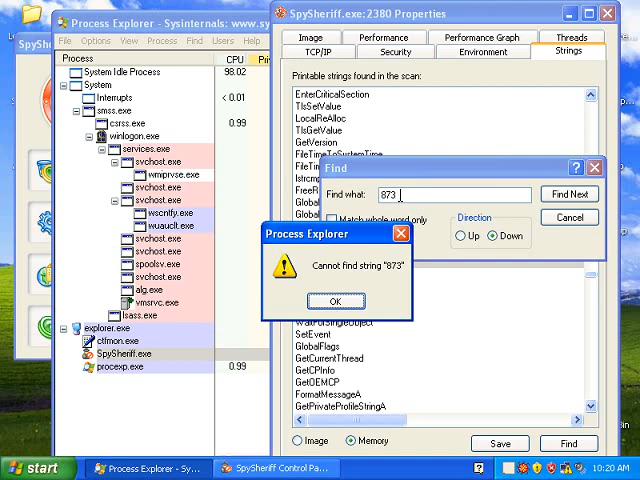 Process Explorer - Sysinternals: www.sy
File Options View Process Find Users Help
Process CPU Priv
System Idle Process 98.02
System
Interrupts < 0.01
smss.exe
csrss.exe 0.99
winlogon.exe
services.exe
svchost.exe
wmiprvse.exe
svchost.exe
svchost.exe
wscntfy.exe
wuauclt.exe
svchost.exe
svchost.exe
spoolsv.exe
svchost.exe
alg.exe
vmsrvc.exe
lsass.exe
explorer.exe
ctfmon.exe
SpySheriff.exe
procexp.exe 0.99
SpySheriff.exe: 2380 Properties
Image Performance Performance Graph Threads
TCP/IP Security Environment Strings
Printable strings found in the scan:
EnterCriticalSection
TlsSetValue
LocalReAlloc
TlsGetValue
GetVersion
FileTimeToSystemTime
FileTime
lstrcmp
FreeR
Global
Global
Find
Find what: 873 Find Next
Match whole word only
Direction
Up Down
Cancel
Process Explorer
Cannot find string "873"
OK
WaitForSingleObject
SetEvent
GlobalFlags
GetCurrentThread
GetCPInfo
GetOEMCP
FormatMessageA
GetPrivateProfileStringA
Image Memory Save Find
start Process Explorer - Sy... SpySheriff Control Pa... 10:20 AM